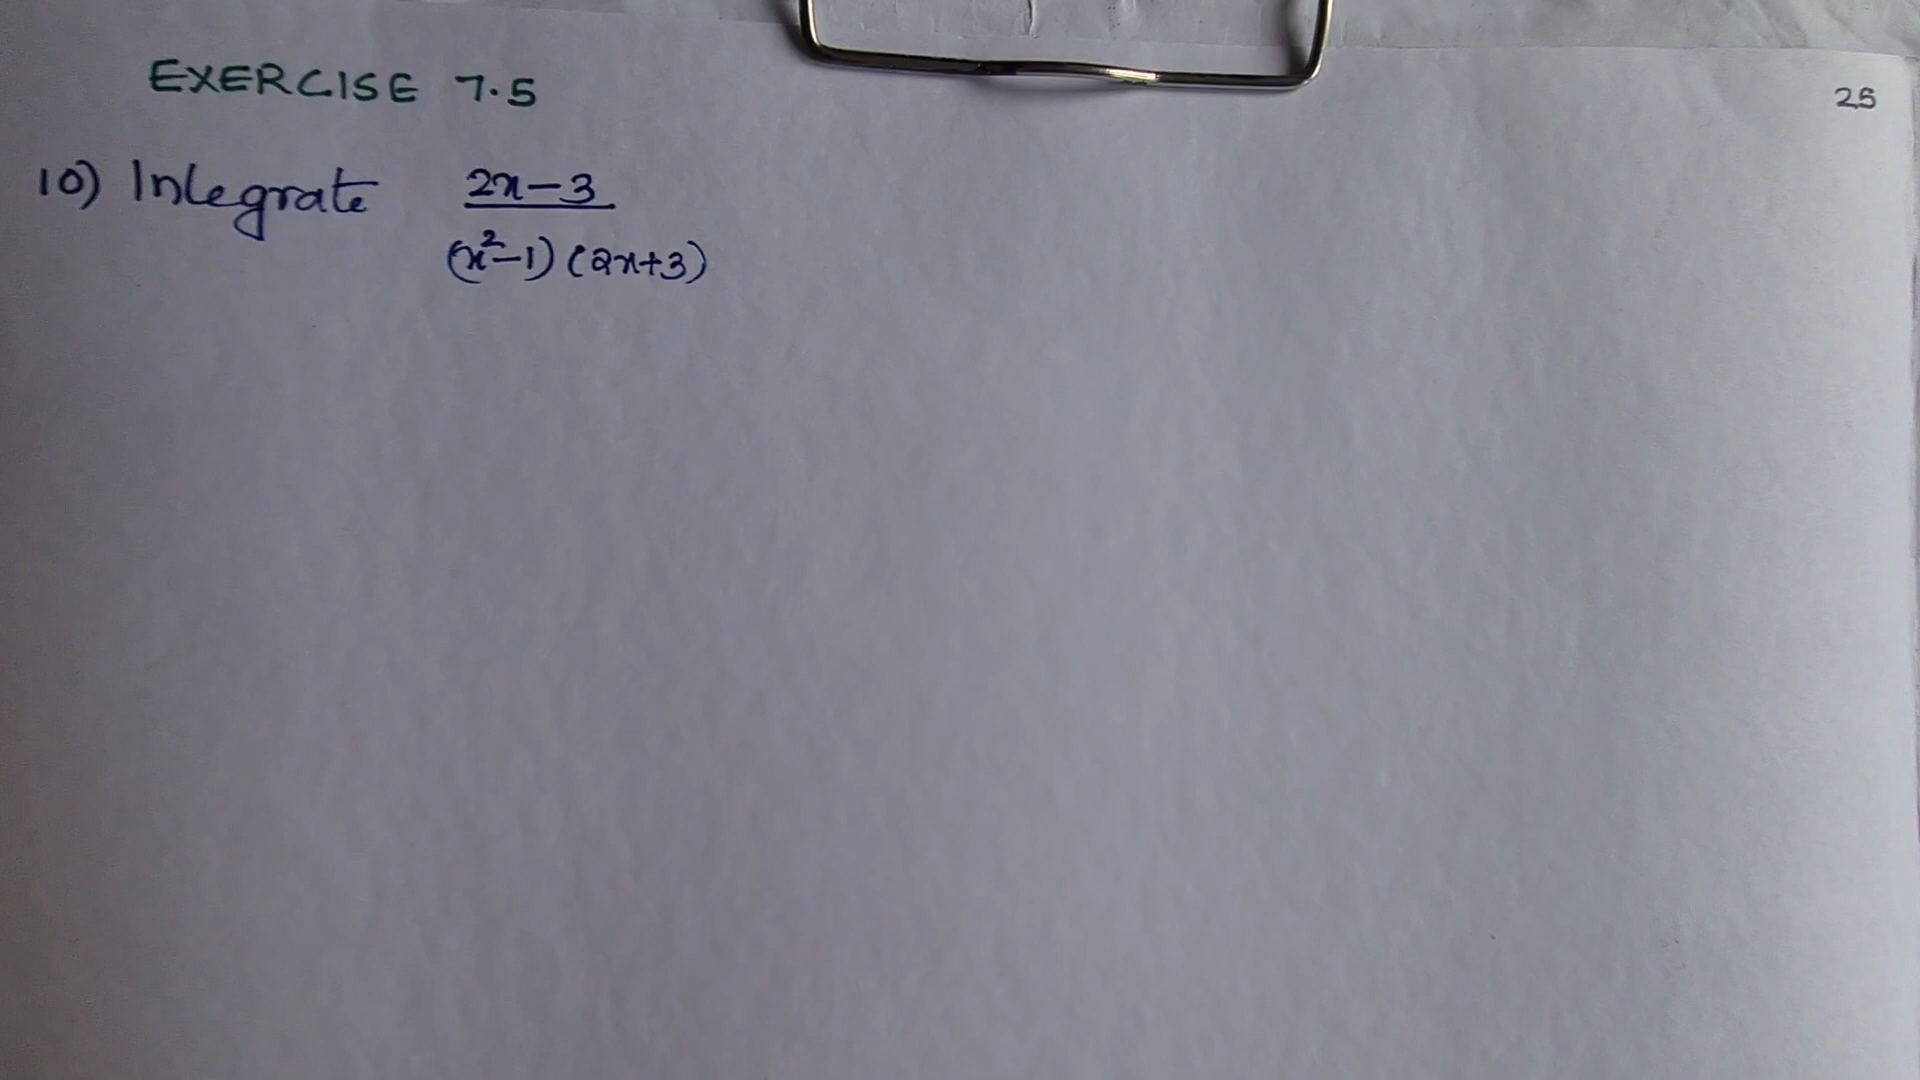 EXERCISE 7.5
25
10) Integrate 2x-3
(x²-1) (2x+3)